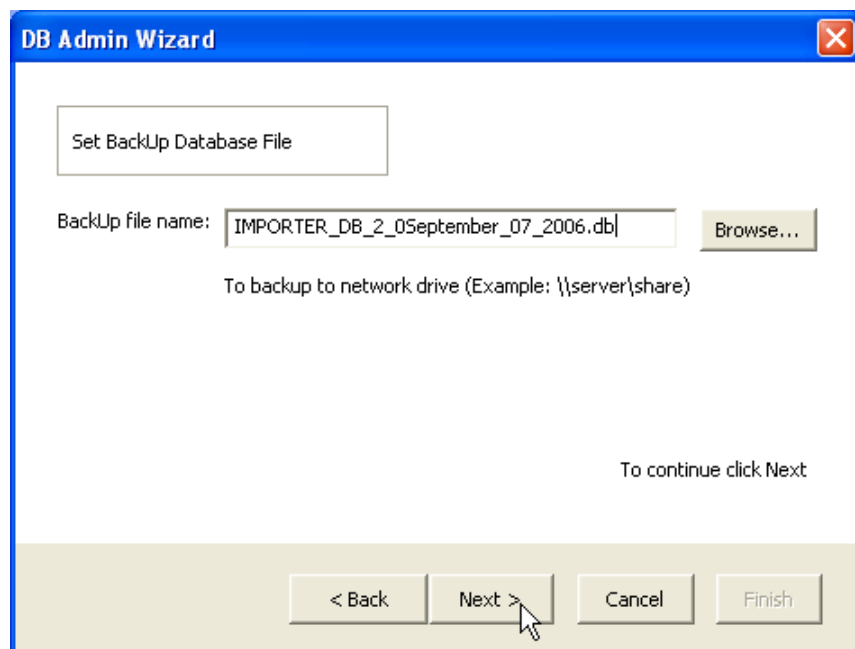 DB Admin Wizard
Set BackUp Database File
BackUp file name: IMPORTER_DB_2_0September_07_2006.db Browse...
To backup to network drive (Example: \\server\share)
To continue click Next
< Back Next > Cancel Finish